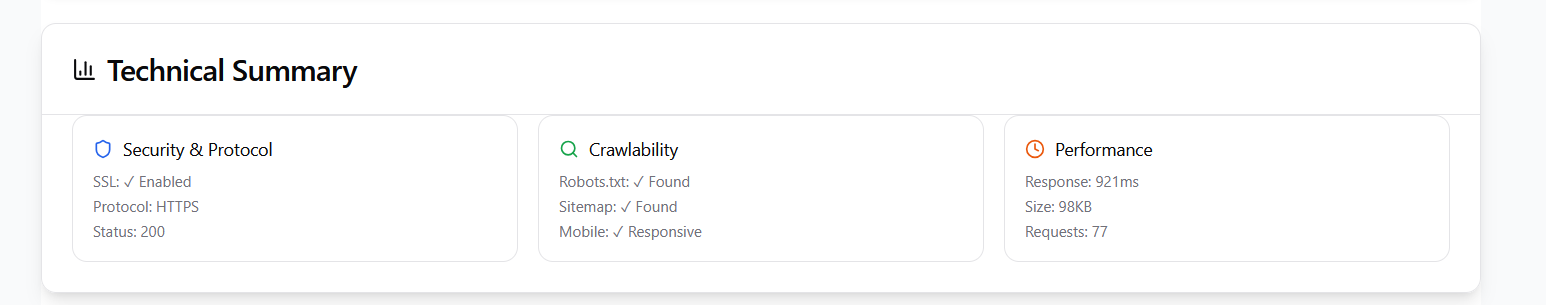 Technical Summary
Security & Protocol
SSL: ✓ Enabled
Protocol: HTTPS
Status: 200
Crawlability
Robots.txt: ✓ Found
Sitemap: ✓ Found
Mobile: ✓ Responsive
Performance
Response: 921ms
Size: 98KB
Requests: 77